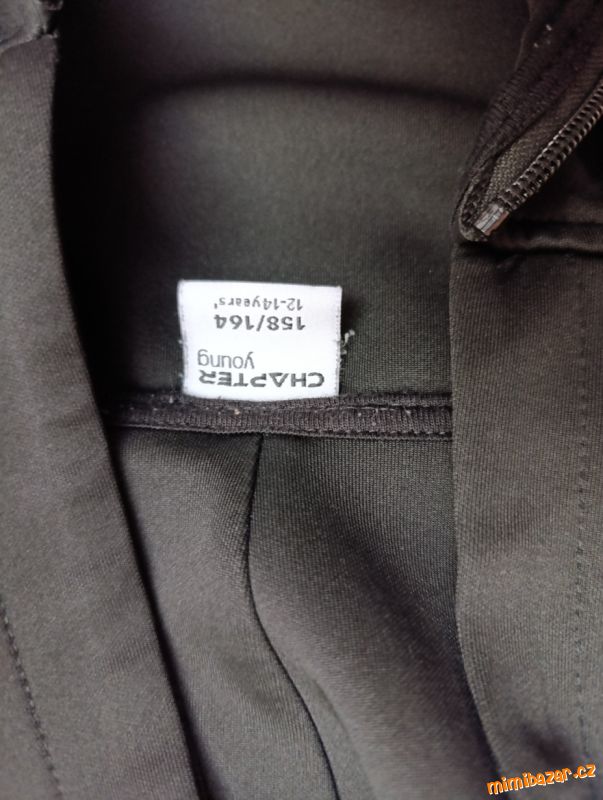 CHAPTER
young
158/164
12-14years'
mimibazar.cz